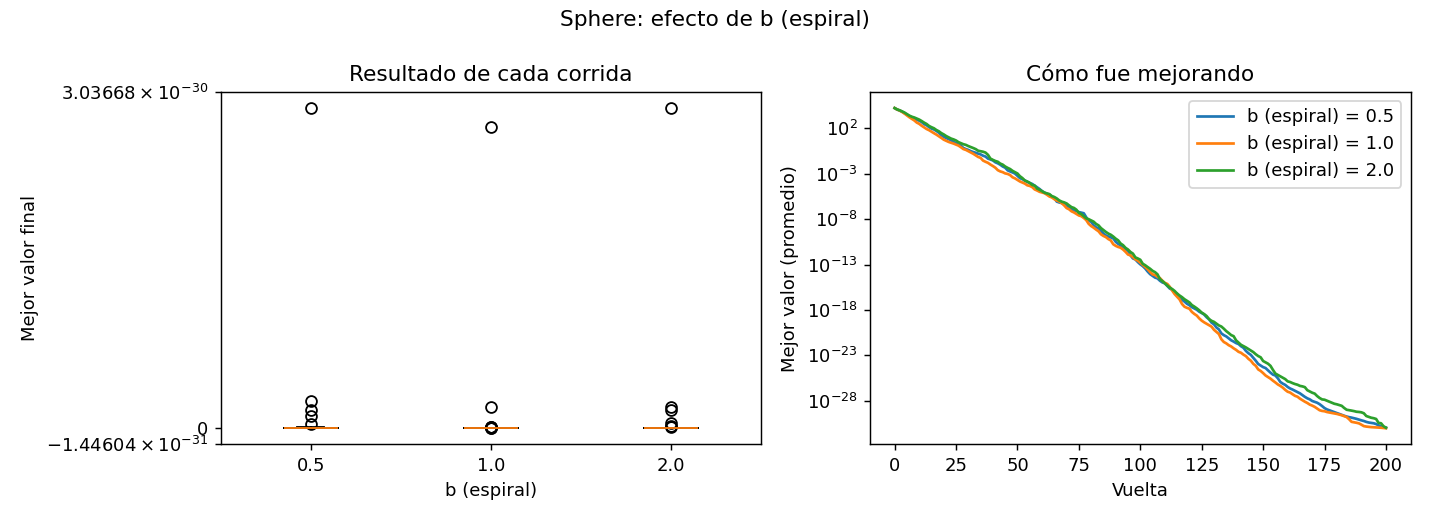 Sphere: efecto de b (espiral)
Resultado de cada corrida
3.03668 × 10⁻³⁰
0
−1.44604 × 10⁻³¹
Mejor valor final
0.5 1.0 2.0
b (espiral)
Cómo fue mejorando
b (espiral) = 0.5
b (espiral) = 1.0
b (espiral) = 2.0
10²
10⁻³
10⁻⁸
10⁻¹³
10⁻¹⁸
10⁻²³
10⁻²⁸
Mejor valor (promedio)
0 25 50 75 100 125 150 175 200
Vuelta